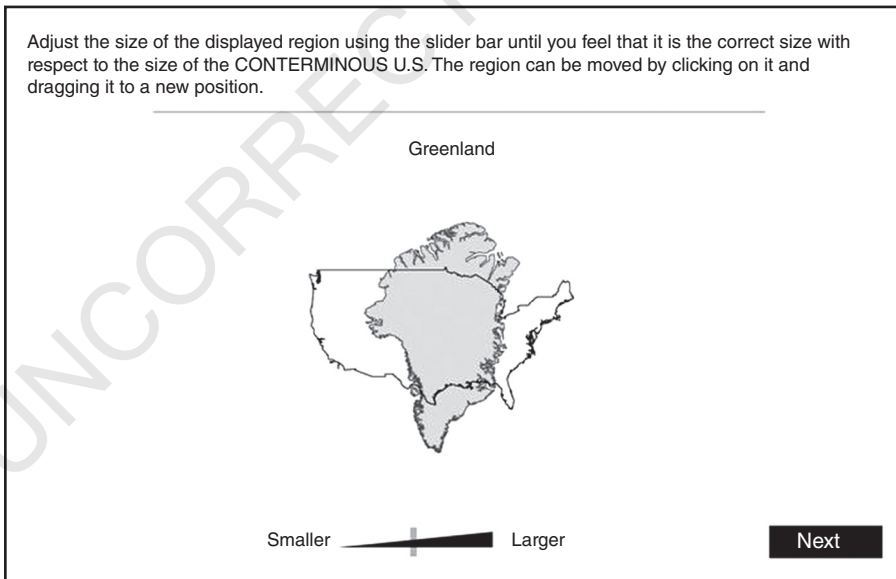 Adjust the size of the displayed region using the slider bar until you feel that it is the correct size with
respect to the size of the CONTERMINOUS U.S. The region can be moved by clicking on it and
dragging it to a new position.
Greenland
Smaller
Larger
Next
UNCORRECT